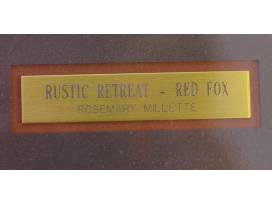 RUSTIC RETREAT - RED FOX
ROSEMARY MILLETTE